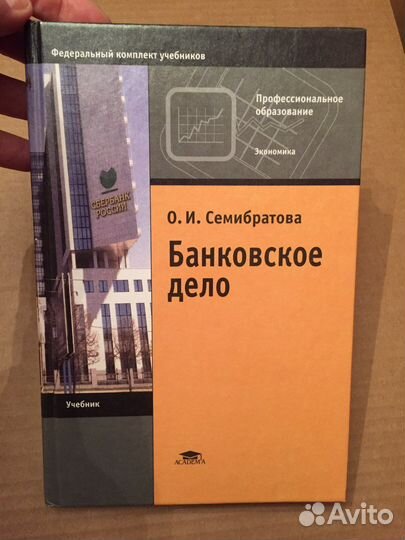 Федеральный комплект учебников
Профессиональное
образование
Экономика
СБЕРБАНК
РОССИИ
О. И. Семибратова
Банковское
дело
Учебник
ACADEMA
Avito